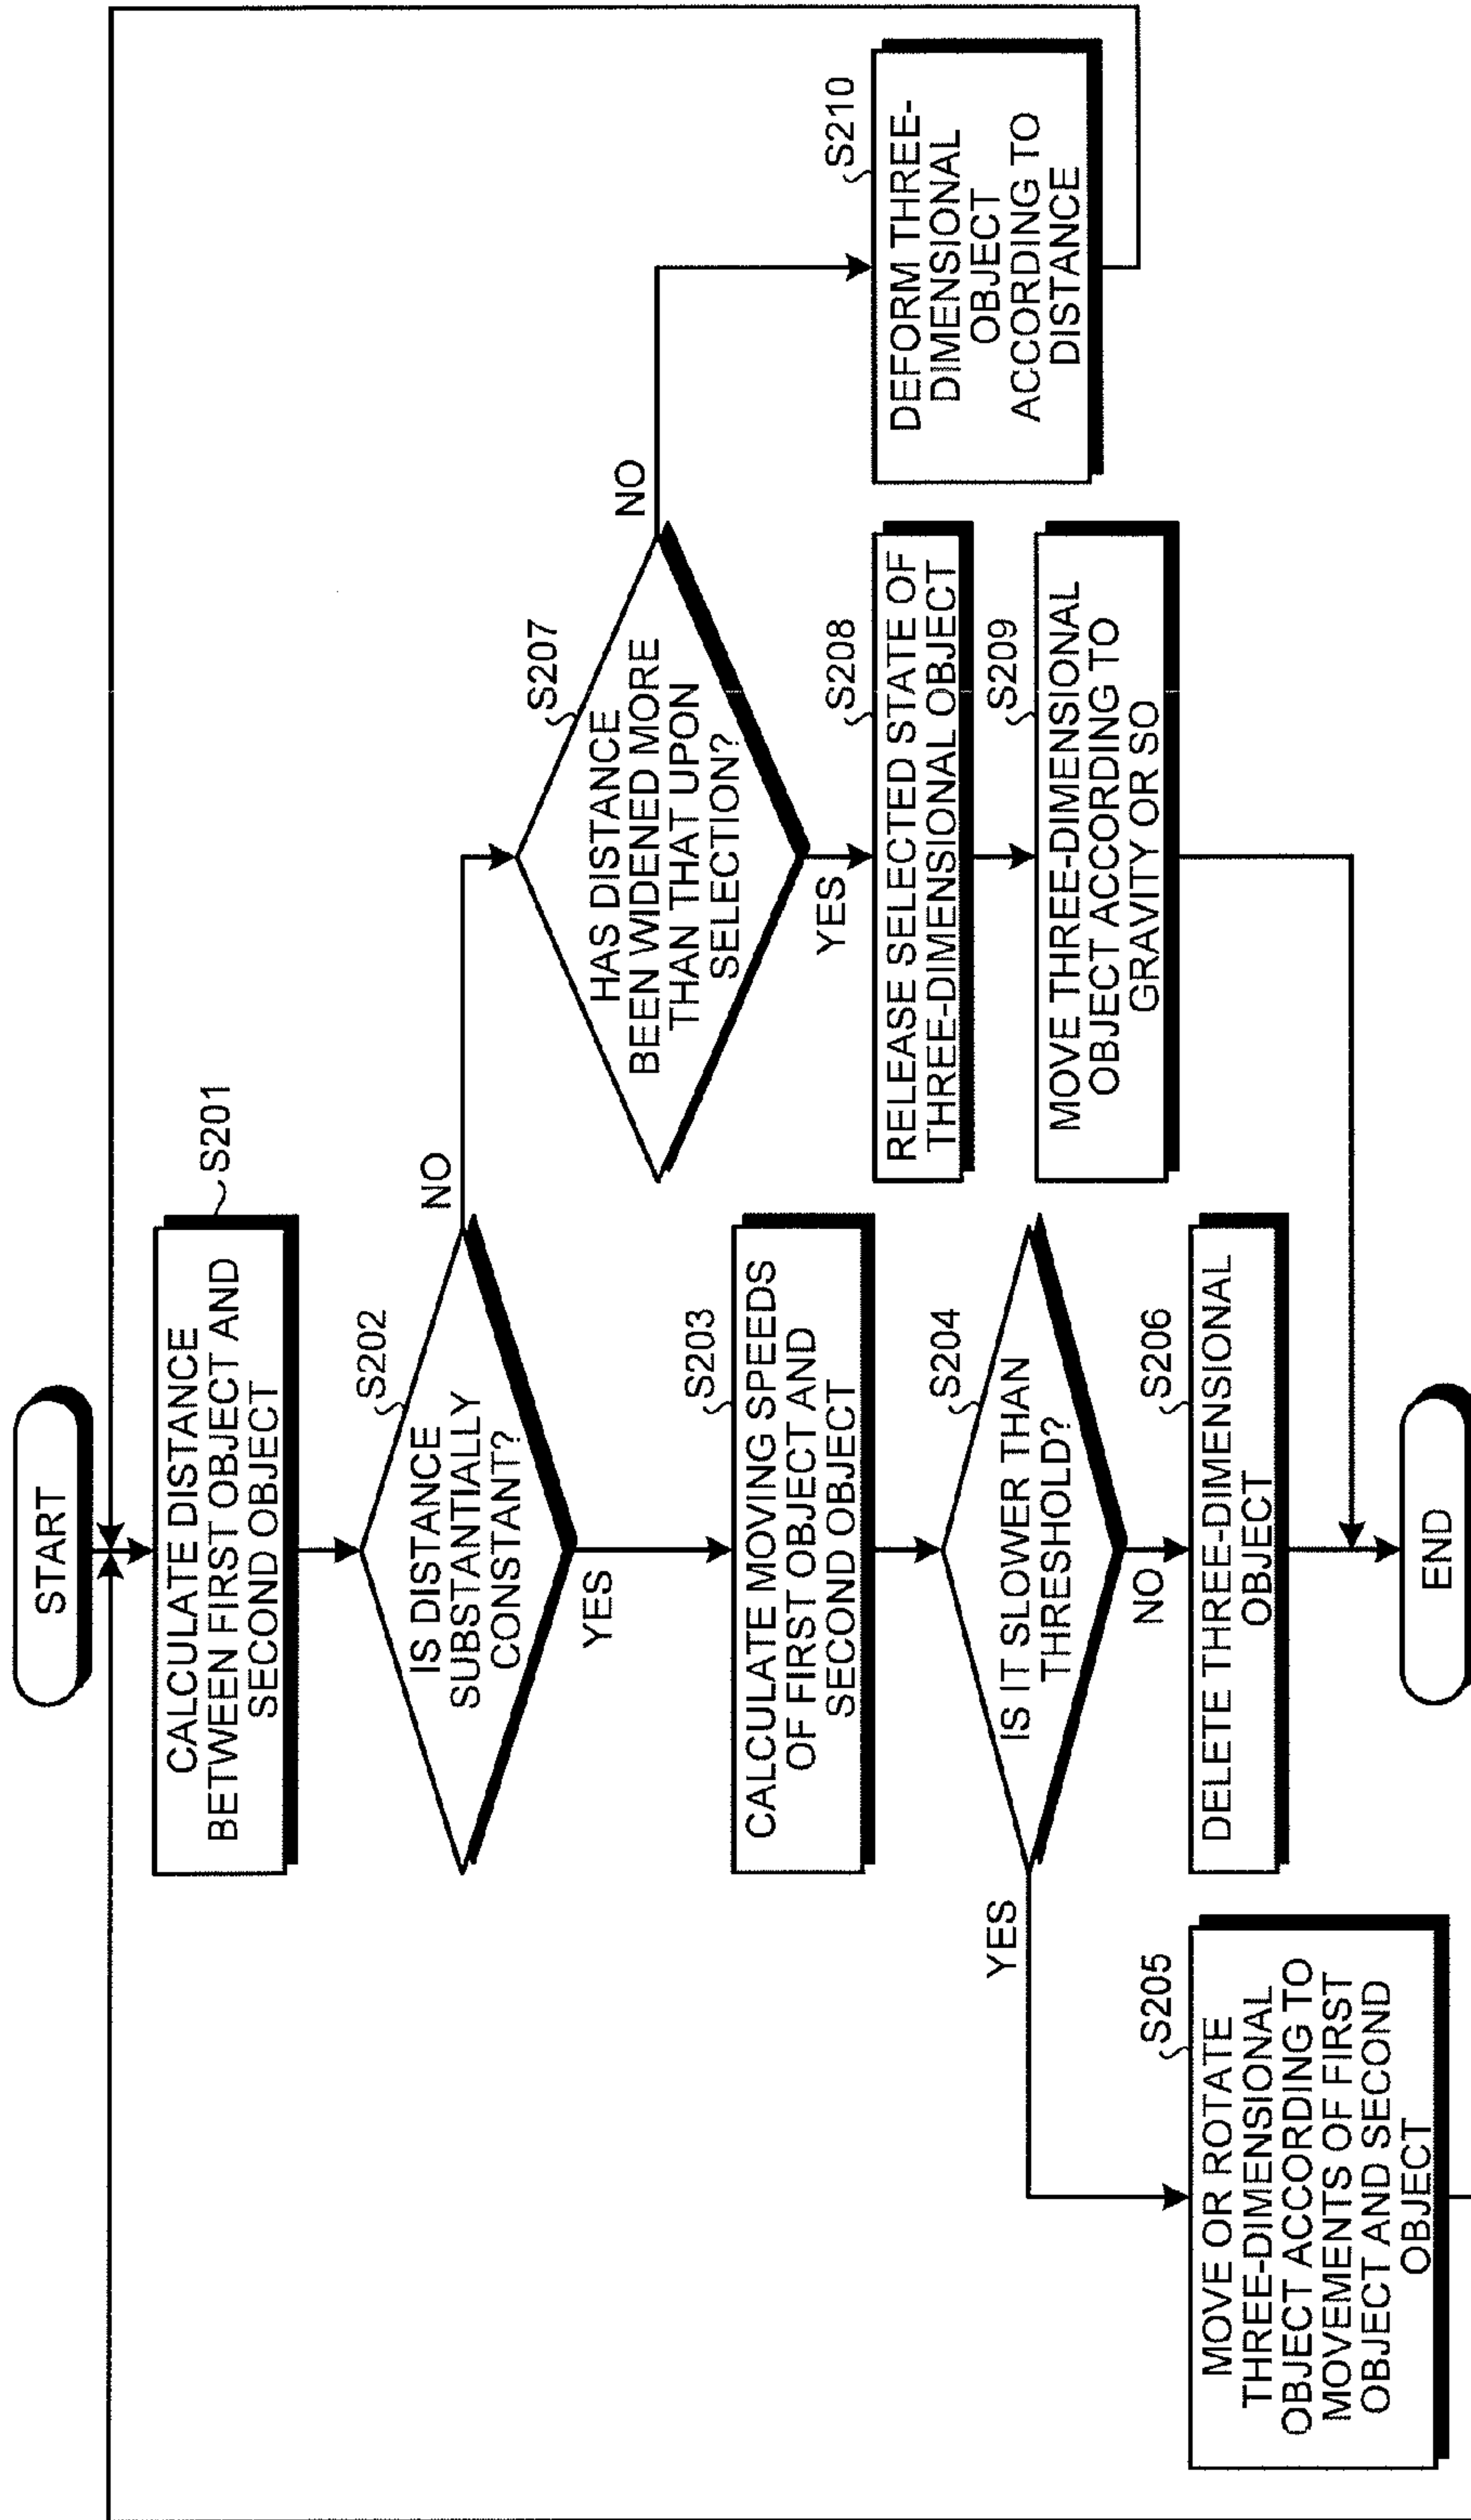 START
S201
CALCULATE DISTANCE
BETWEEN FIRST OBJECT AND
SECOND OBJECT
S202
IS DISTANCE
SUBSTANTIALLY
CONSTANT?
NO
YES
S203
CALCULATE MOVING SPEEDS
OF FIRST OBJECT AND
SECOND OBJECT
S204
IS IT SLOWER THAN
THRESHOLD?
YES
NO
S205
MOVE OR ROTATE
THREE-DIMENSIONAL
OBJECT ACCORDING TO
MOVEMENTS OF FIRST
OBJECT AND SECOND
OBJECT
S206
DELETE THREE-DIMENSIONAL
OBJECT
S207
HAS DISTANCE
BEEN WIDENED MORE
THAN THAT UPON
SELECTION?
NO
YES
S208
RELEASE SELECTED STATE OF
THREE-DIMENSIONAL OBJECT
S209
MOVE THREE-DIMENSIONAL
OBJECT ACCORDING TO
GRAVITY OR SO
S210
DEFORM THREE-
DIMENSIONAL
OBJECT
ACCORDING TO
DISTANCE
END